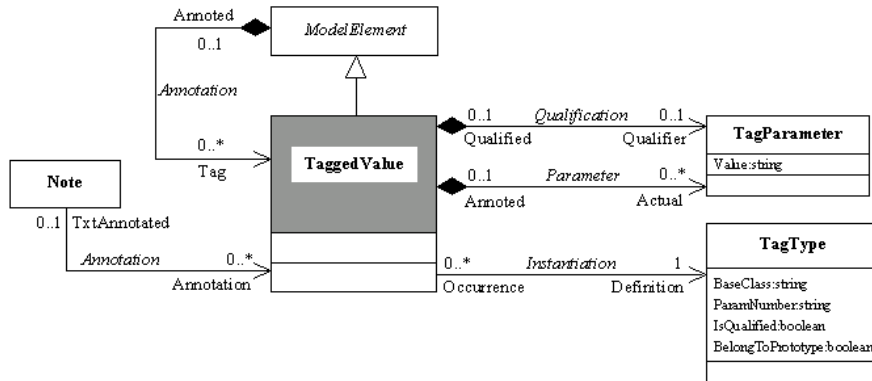 Annoted
0..1
ModelElement
Annotation
0..*
Tag
TaggedValue
0..1
Qualification
0..1
Qualified
Qualifier
TagParameter
Value:string
0..1
Parameter
0..*
Annoted
Actual
Note
0..1
TxtAnnotated
Annotation
0..*
Annotation
0..*
Instantiation
1
Occurrence
Definition
TagType
BaseClass:string
ParamNumber:string
IsQualified:boolean
BelongToPrototype:boolean